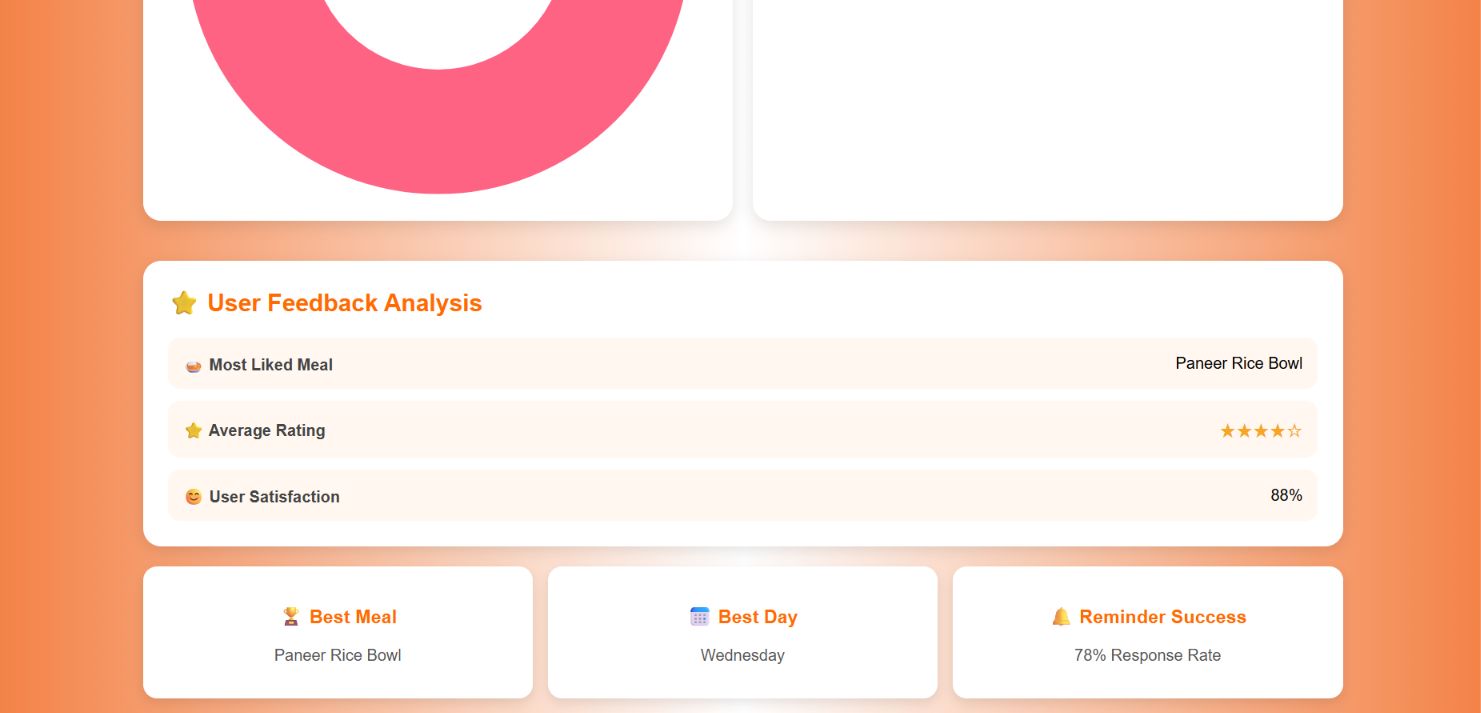 User Feedback Analysis
Most Liked Meal Paneer Rice Bowl
Average Rating ★★★★☆
User Satisfaction 88%
Best Meal
Paneer Rice Bowl
Best Day
Wednesday
Reminder Success
78% Response Rate